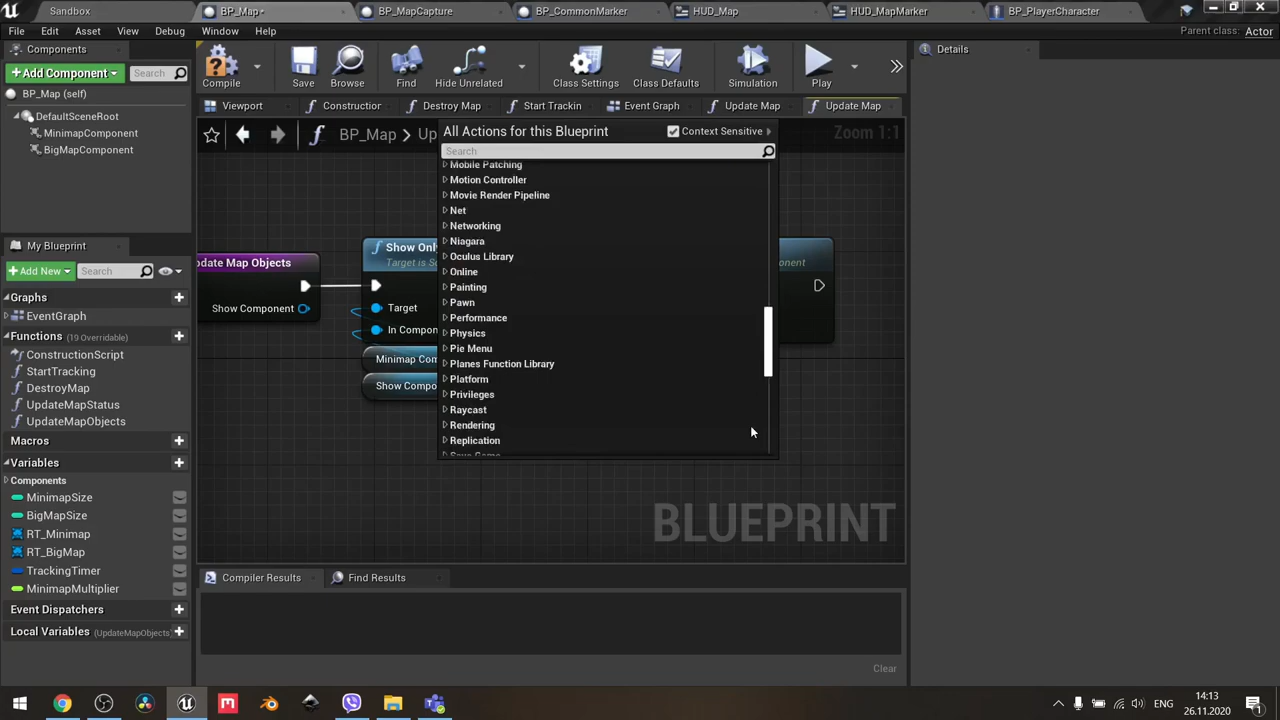 Sandbox
BP_Map*
BP_MapCapture
BP_CommonMarker
HUD_Map
HUD_MapMarker
BP_PlayerCharacter
File Edit Asset View Debug Window Help
Parent class: Actor
Components
+Add Component
Search
BP_Map (self)
DefaultSceneRoot
MinimapComponent
BigMapComponent
Compile
Save
Browse
Find
Hide Unrelated
Class Settings
Class Defaults
Simulation
Play
Details
Viewport
Constructior
Destroy Map
Start Trackin
Event Graph
Update Map
Update Map
BP_Map > Up
Zoom 1:1
All Actions for this Blueprint
Context Sensitive
Search
Mobile Patching
Motion Controller
Movie Render Pipeline
Net
Networking
Niagara
Oculus Library
Online
Painting
Pawn
Performance
Physics
Pie Menu
Planes Function Library
Platform
Privileges
Raycast
Rendering
Replication
pdate Map Objects
Show Component
Show Onl
Target is Sc
Target
In Compon
Minimap Com
Show Compo
onent
BLUEPRINT
My Blueprint
+Add New
Search
Graphs
EventGraph
Functions (19 Overridable)
ConstructionScript
StartTracking
DestroyMap
UpdateMapStatus
UpdateMapObjects
Macros
Variables
Components
MinimapSize
BigMapSize
RT_Minimap
RT_BigMap
TrackingTimer
MinimapMultiplier
Event Dispatchers
Local Variables (UpdateMapObjects
Compiler Results
Find Results
Clear
ENG
14:13
26.11.2020